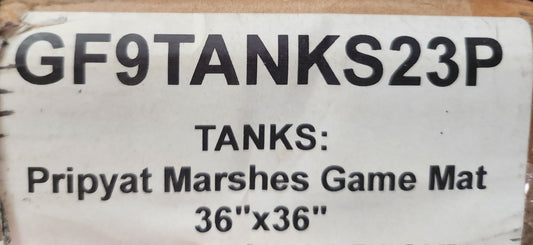 GF9TANKS23P
TANKS:
Pripyat Marshes Game Mat
36"x36"